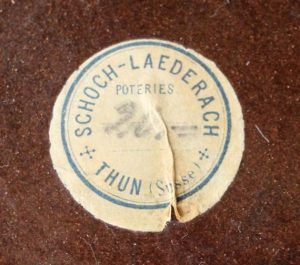 SCHOCH-LAEDERACH
POTERIES
THUN (Suisse)